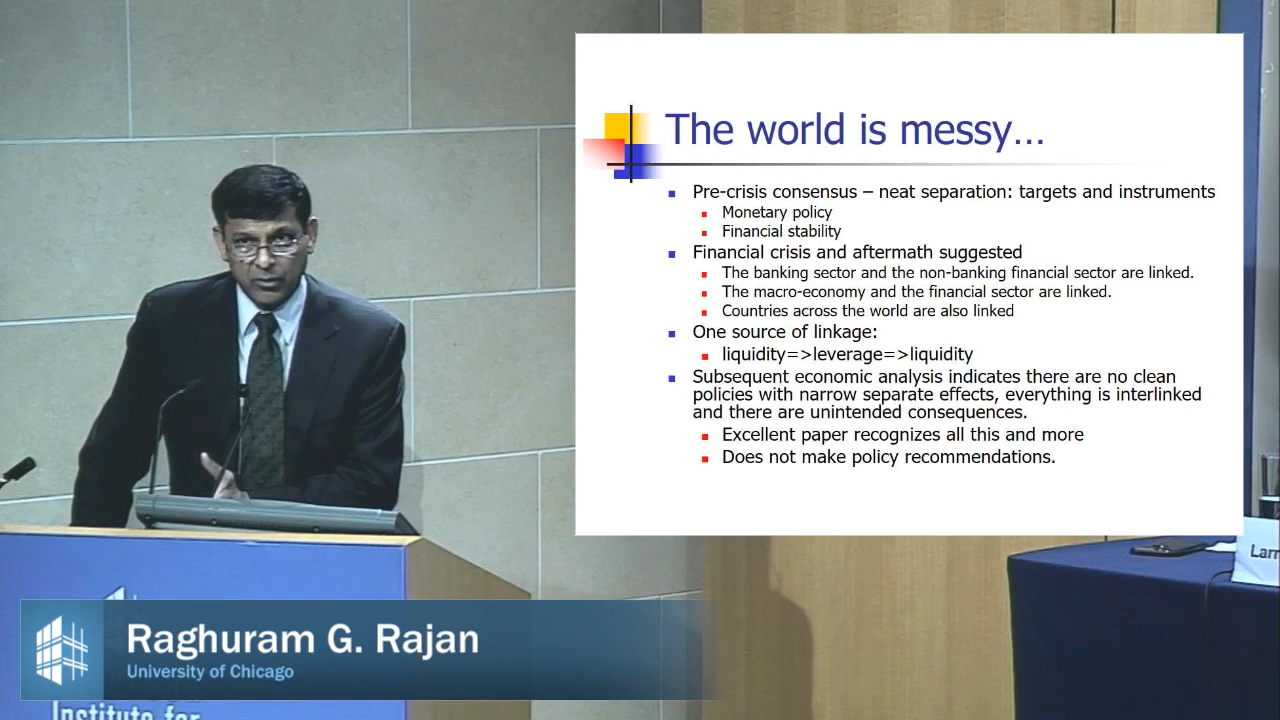 The world is messy...
Pre-crisis consensus – neat separation: targets and instruments
Monetary policy
Financial stability
Financial crisis and aftermath suggested
The banking sector and the non-banking financial sector are linked.
The macro-economy and the financial sector are linked.
Countries across the world are also linked
One source of linkage:
liquidity=>leverage=>liquidity
Subsequent economic analysis indicates there are no clean
policies with narrow separate effects, everything is interlinked
and there are unintended consequences.
Excellent paper recognizes all this and more
Does not make policy recommendations.
Larr
Raghuram G. Rajan
University of Chicago
Institute for